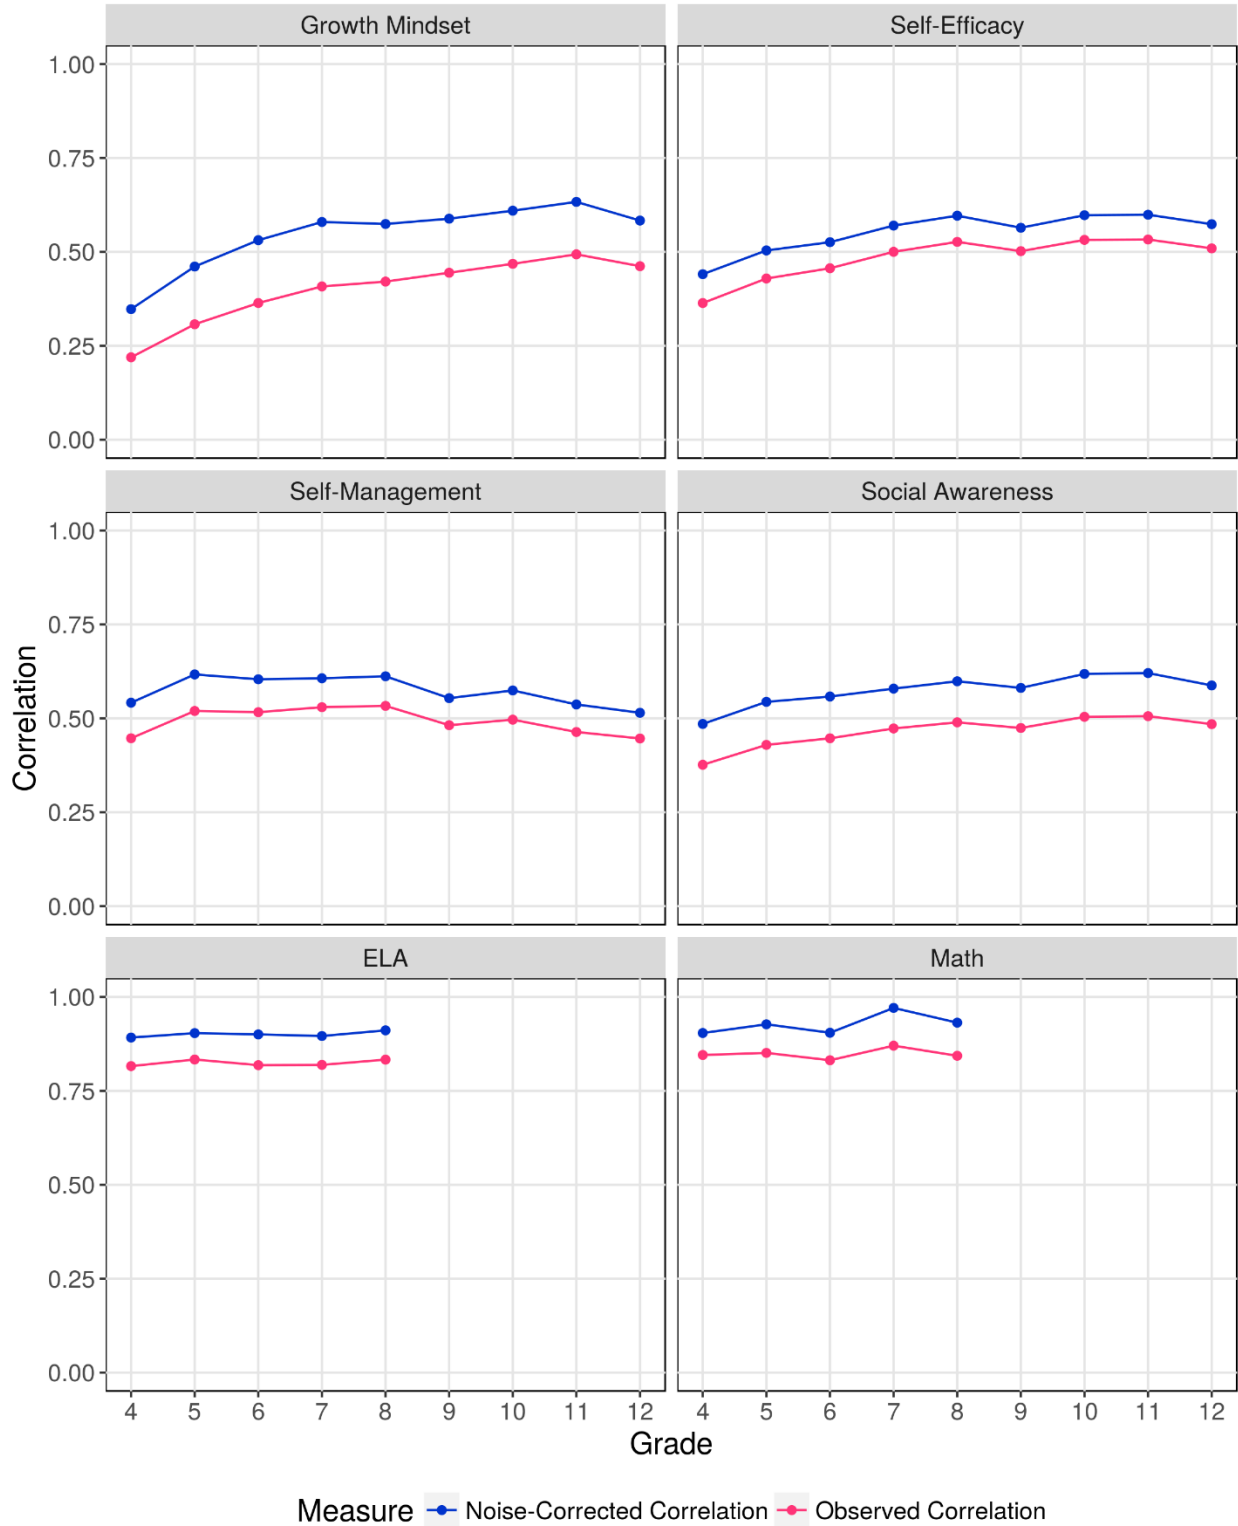 Growth Mindset Self-Efficacy
1.00
0.75
0.50
0.25
0.00
Self-Management Social Awareness
1.00
0.75
0.50
0.25
0.00
Correlation
ELA Math
1.00
0.75
0.50
0.25
0.00
4 5 6 7 8 9 10 11 12 4 5 6 7 8 9 10 11 12
Grade
Measure Noise-Corrected Correlation Observed Correlation